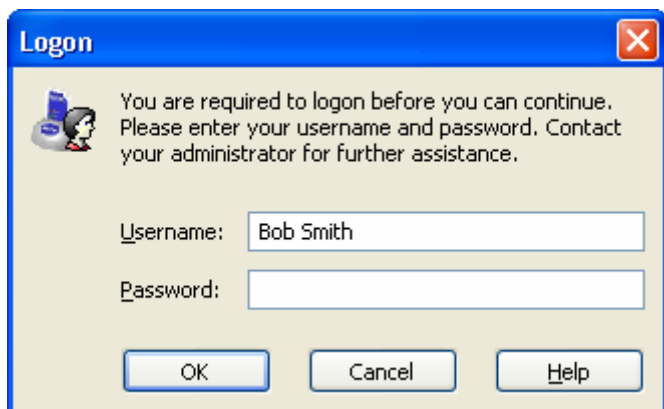 Logon
You are required to logon before you can continue.
Please enter your username and password. Contact
your administrator for further assistance.
Username: Bob Smith
Password:
OK Cancel Help